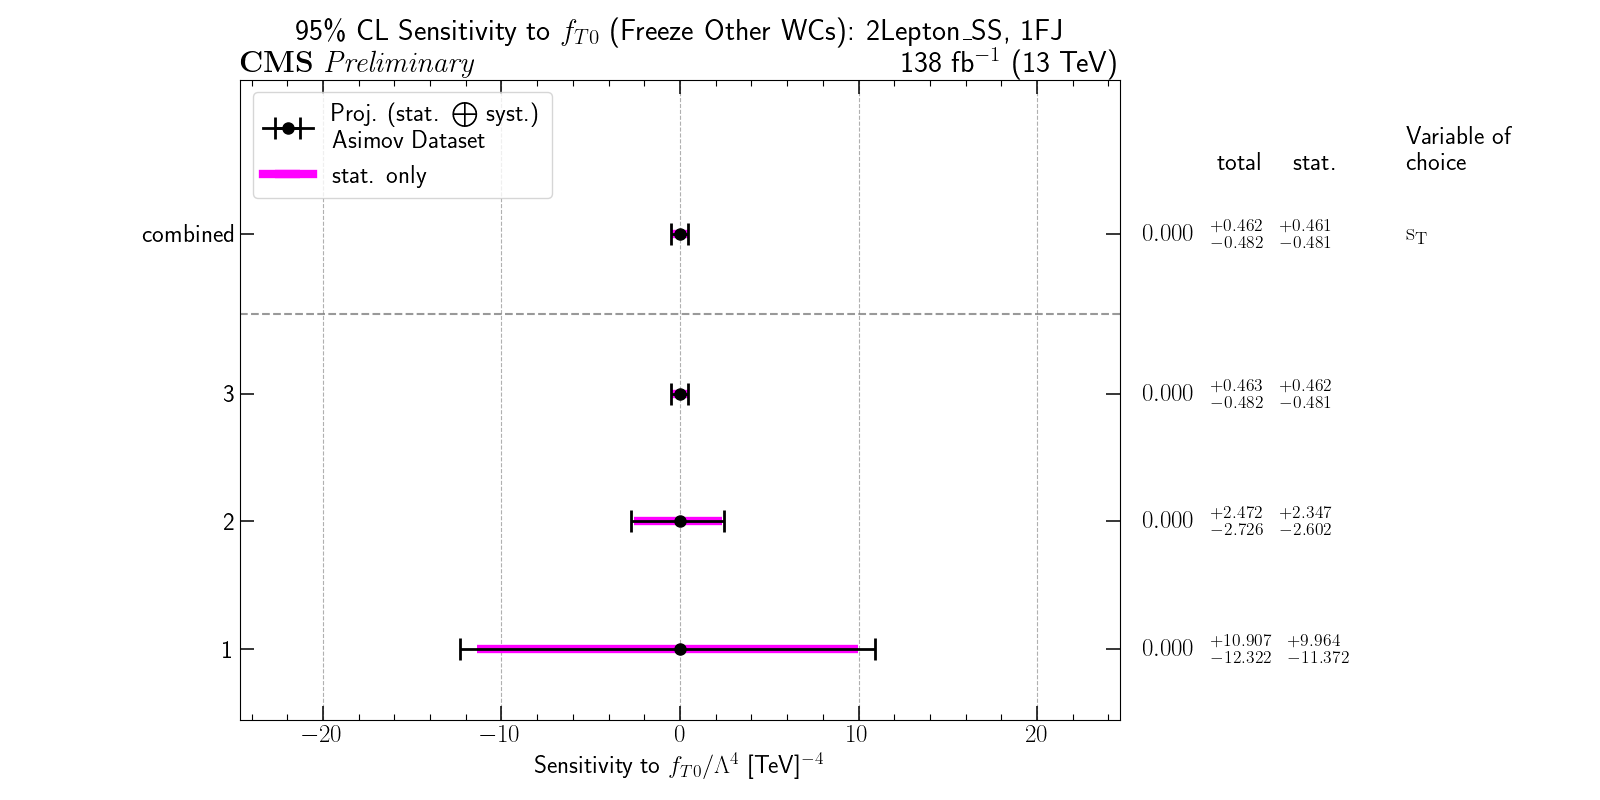 95% CL Sensitivity to f_{T0} (Freeze Other WCs): 2Lepton_SS, 1FJ
CMS Preliminary 138 fb^{-1} (13 TeV)
Proj. (stat. ⨁ syst.)
Asimov Dataset
stat. only
Variable of
total stat. choice
combined 0.000 +0.462 −0.482 +0.461 −0.481 s_T
3 0.000 +0.463 −0.482 +0.462 −0.481
2 0.000 +2.472 −2.726 +2.347 −2.602
1 0.000 +10.907 −12.322 +9.964 −11.372
−20 −10 0 10 20
Sensitivity to f_{T0}/Λ^4 [TeV]^{−4}